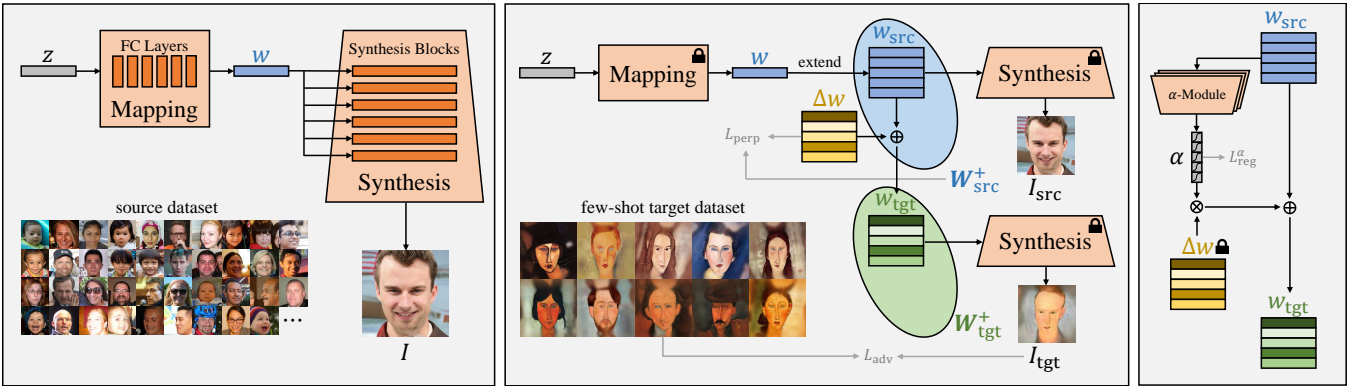 z
FC Layers
Mapping
w
Synthesis Blocks
Synthesis
source dataset
...
I
z
Mapping
w
extend
w_src
Synthesis
Δw
L_perp
⊕
I_src
W⁺_src
few-shot target dataset
w_tgt
Synthesis
W⁺_tgt
L_adv
I_tgt
w_src
α-Module
α
L^α_reg
⊗
⊕
Δw
w_tgt